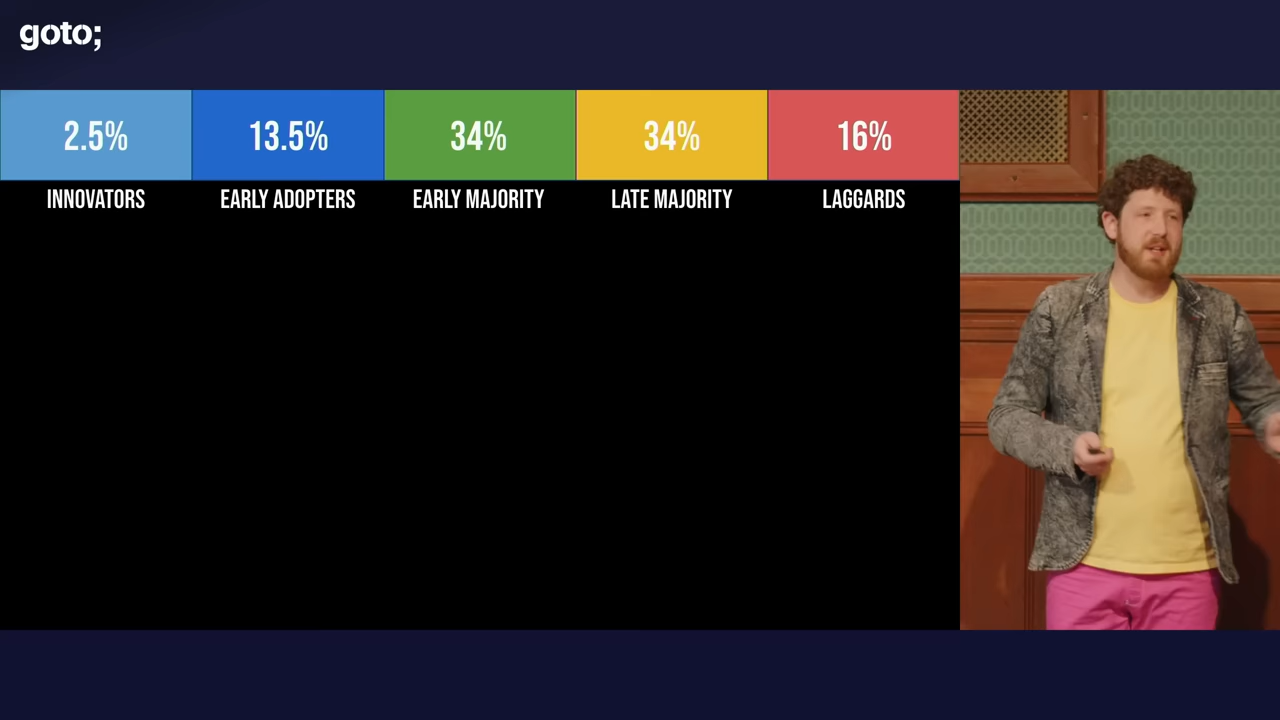 goto;
2.5%
13.5%
34%
34%
16%
INNOVATORS
EARLY ADOPTERS
EARLY MAJORITY
LATE MAJORITY
LAGGARDS